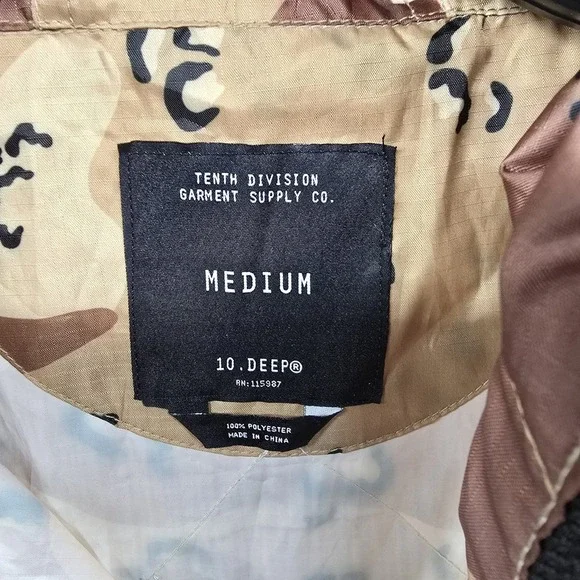 TENTH DIVISION
GARMENT SUPPLY CO.
MEDIUM
10.DEEP®
RN:115987
100% POLYESTER
MADE IN CHINA